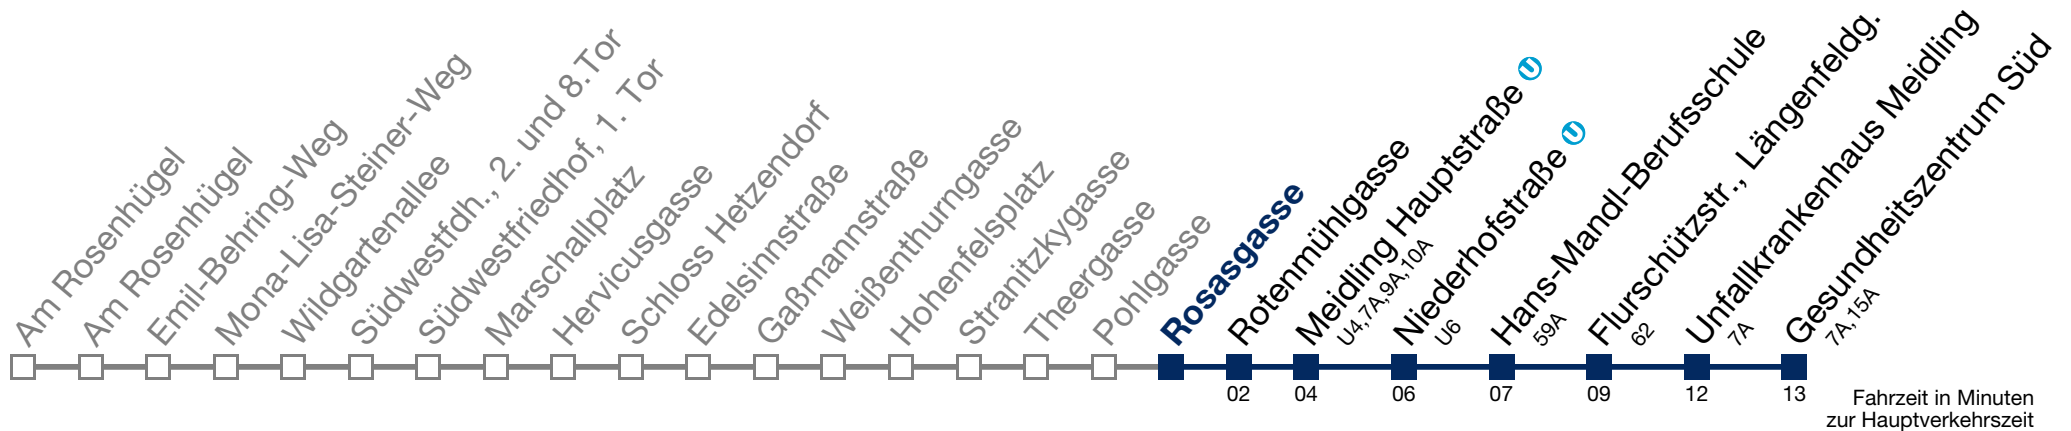 Am Rosenhügel
Am Rosenhügel
Emil-Behring-Weg
Mona-Lisa-Steiner-Weg
Wildgartenallee
Südwestfdh., 2. und 8.Tor
Südwestfriedhof, 1. Tor
Marschallplatz
Hervicusgasse
Schloss Hetzendorf
Edelsinnstraße
Gaßmannstraße
Weißenthurngasse
Hohenfelsplatz
Stranitzkygasse
Theergasse
Pohlgasse
Rosasgasse
Rotenmühlgasse
Meidling Hauptstraße U
U4,7A,9A,10A
Niederhofstraße U
U6
Hans-Mandl-Berufsschule
59A
Flurschützstr., Längenfeldg.
62
Unfallkrankenhaus Meidling
7A
Gesundheitszentrum Süd
7A,15A
02 04 06 07 09 12 13
Fahrzeit in Minuten
zur Hauptverkehrszeit